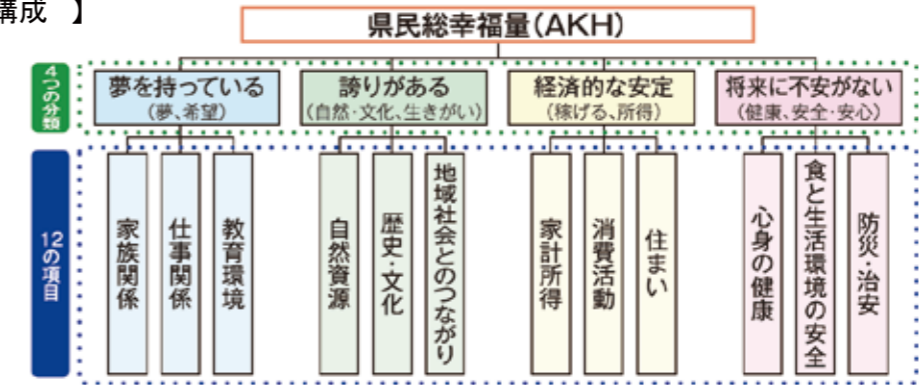 構成 】
県民総幸福量(AKH)
4つの分類
夢を持っている
(夢、希望)
誇りがある
(自然・文化、生きがい)
経済的な安定
(稼げる、所得)
将来に不安がない
(健康、安全・安心)
12の項目
家族関係
仕事関係
教育環境
自然資源
歴史・文化
地域社会とのつながり
家計所得
消費活動
住まい
心身の健康
食と生活環境の安全
防災・治安